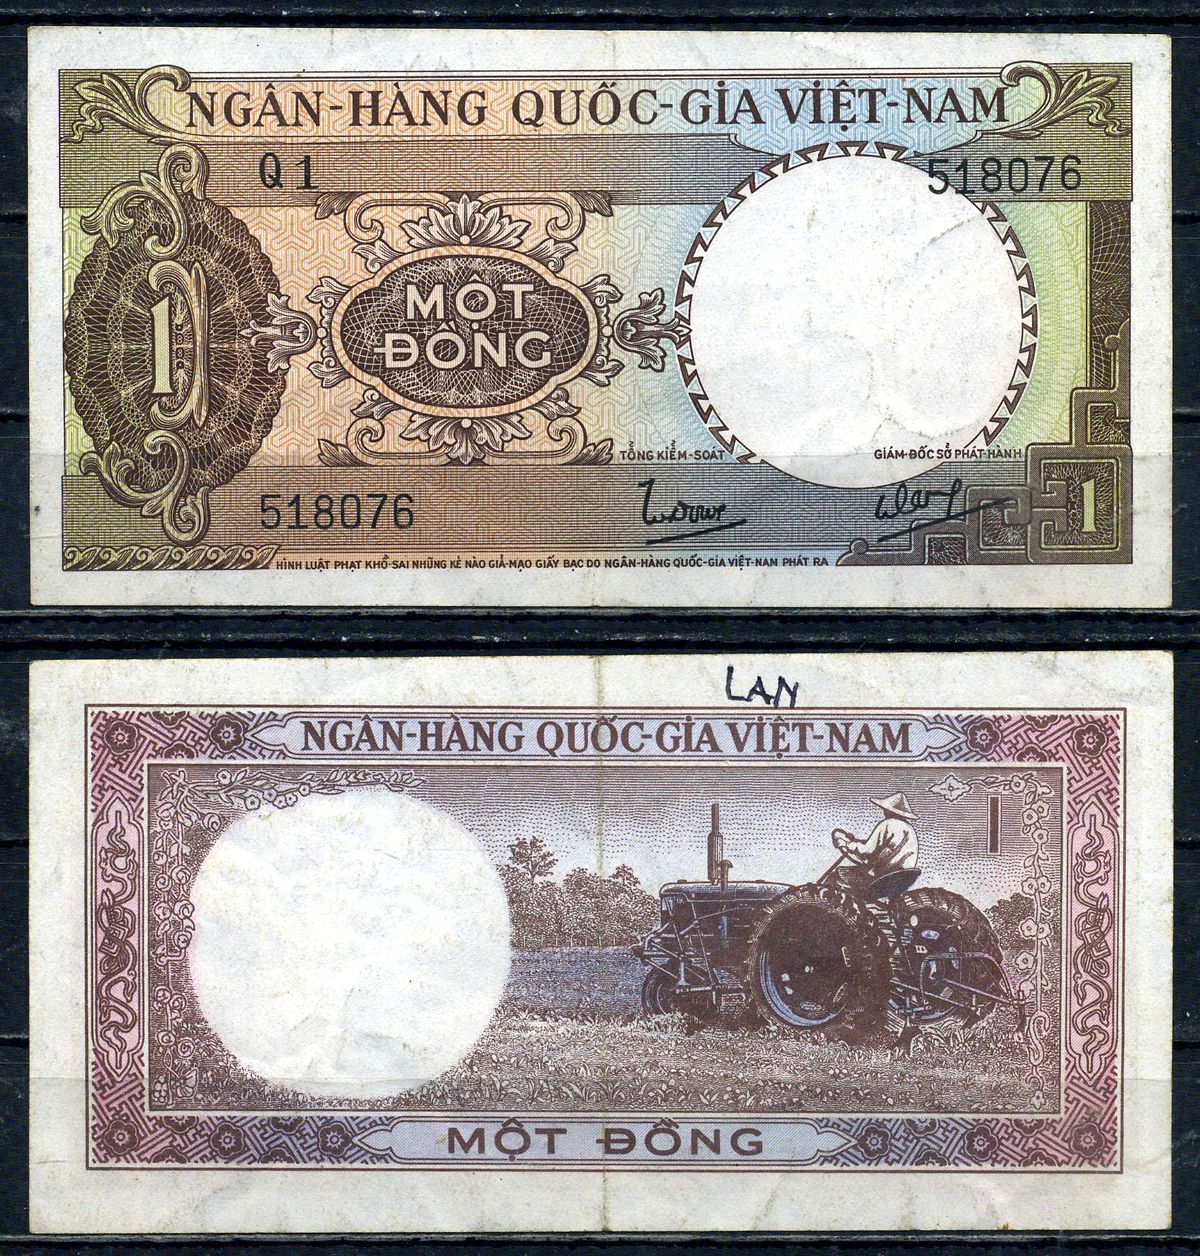 NGÂN-HÀNG QUỐC-GIA VIỆT-NAM
Q1 518076
1 MỘT
ĐỒNG
TỔNG KIỂM-SOÁT GIÁM-ĐỐC SỞ PHÁT-HÀNH
518076 1
HÌNH LUẬT PHẠT KHỔ-SAI NHỮNG KẺ NÀO GIẢ-MẠO GIẤY BẠC DO NGÂN-HÀNG QUỐC-GIA VIỆT-NAM PHÁT RA
LAN
NGÂN-HÀNG QUỐC-GIA VIỆT-NAM
1
MỘT ĐỒNG